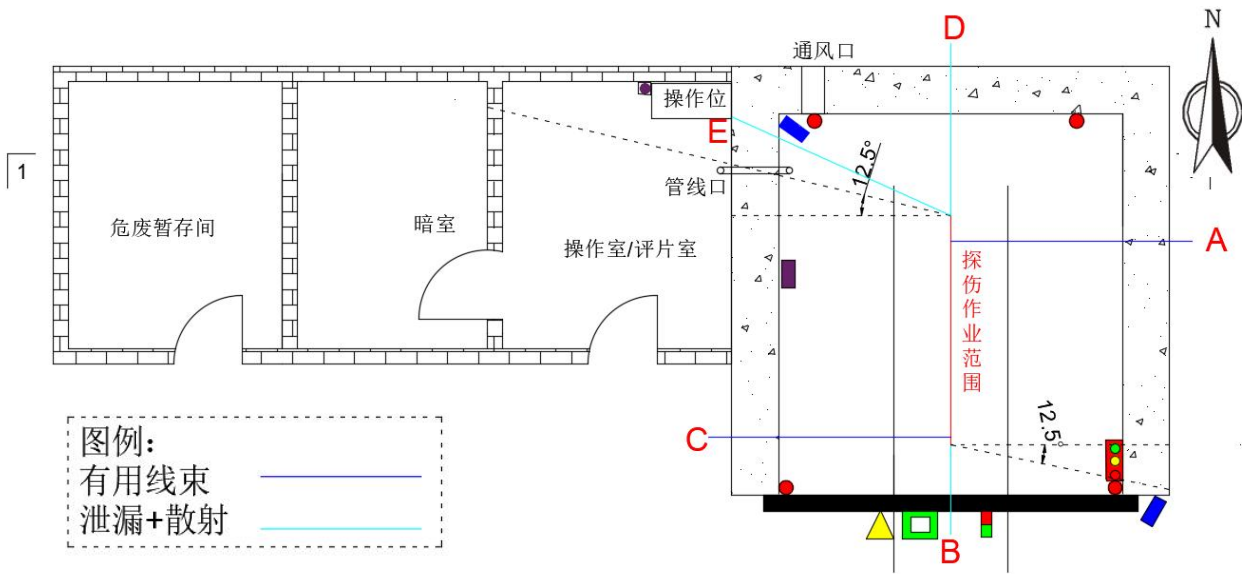 D
N
通风口
操作位
E
12.5°
管线口
1
危废暂存间
暗室
操作室/评片室
A
探伤作业范围
12.5°
C
B
图例：
有用线束
泄漏+散射